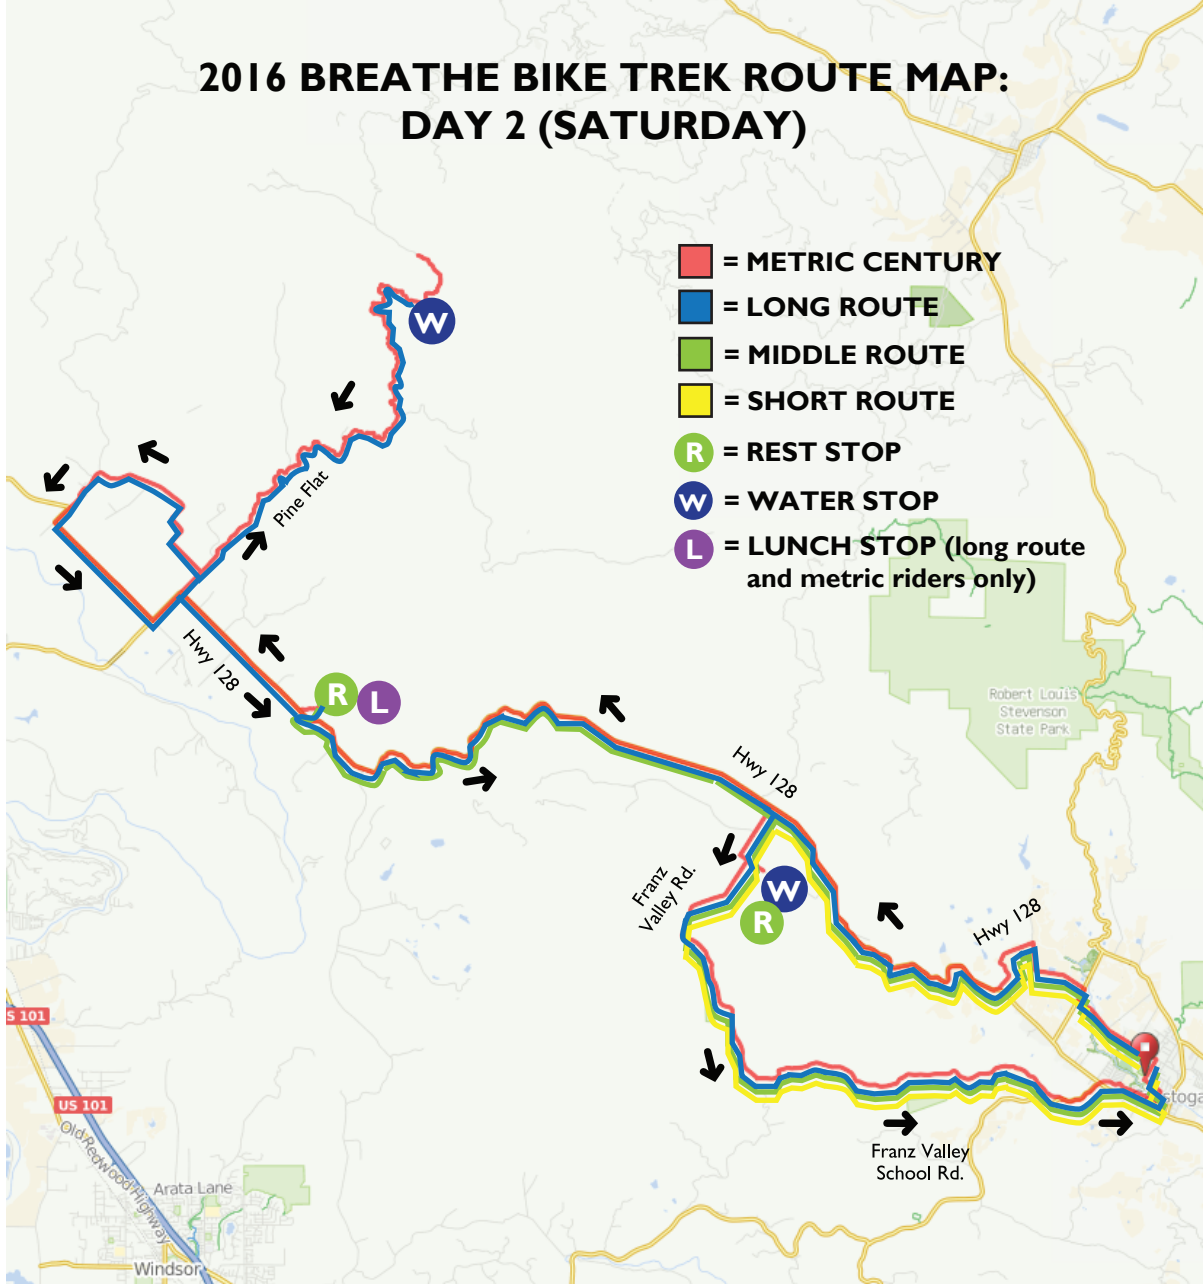 2016 BREATHE BIKE TREK ROUTE MAP:
DAY 2 (SATURDAY)
= METRIC CENTURY
= LONG ROUTE
= MIDDLE ROUTE
= SHORT ROUTE
R = REST STOP
W = WATER STOP
L = LUNCH STOP (long route
and metric riders only)
W
Pine Flat
Hwy 128
R
L
Robert Louis
Stevenson
State Park
Hwy 128
Franz
Valley Rd.
W
R
Hwy 128
S 101
US 101
Old Redwood Highway
stoga
Franz Valley
School Rd.
Arata Lane
Windsor